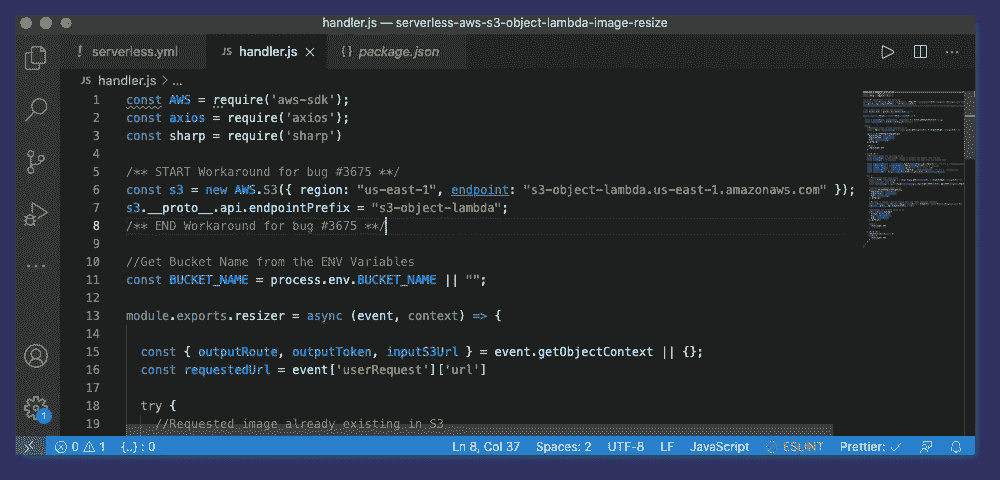 handler.js — serverless-aws-s3-object-lambda-image-resize
! serverless.yml JS handler.js × {} package.json ...
JS handler.js > ...
1 const AWS = require('aws-sdk');
2 const axios = require('axios');
3 const sharp = require('sharp')
4
5 /** START Workaround for bug #3675 **/
6 const s3 = new AWS.S3({ region: "us-east-1", endpoint: "s3-object-lambda.us-east-1.amazonaws.com" });
7 s3.__proto__.api.endpointPrefix = "s3-object-lambda";
8 /** END Workaround for bug #3675 **/
9
10 //Get Bucket Name from the ENV Variables
11 const BUCKET_NAME = process.env.BUCKET_NAME || "";
12
13 module.exports.resizer = async (event, context) => {
14
15 const { outputRoute, outputToken, inputS3Url } = event.getObjectContext || {};
16 const requestedUrl = event['userRequest']['url']
17
18 try {
19 //Requested image already existing in S3
1
0 1 {..} : 0 Ln 8, Col 37 Spaces: 2 UTF-8 LF JavaScript ESLINT Prettier: ✓